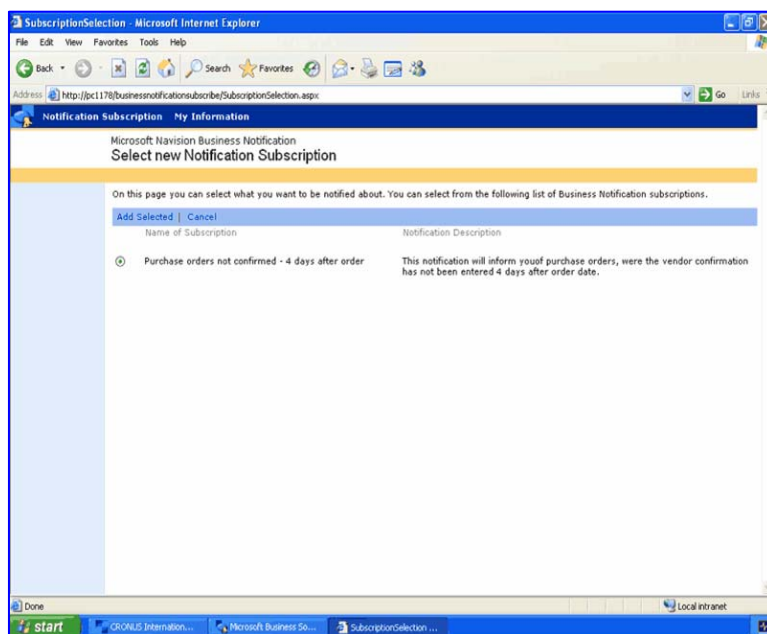 SubscriptionSelection - Microsoft Internet Explorer
File Edit View Favorites Tools Help
Back Search Favorites
Address http://pc1178/businessnotificationsubscribe/SubscriptionSelection.aspx Go Links
Notification Subscription My Information
Microsoft Navision Business Notification
Select new Notification Subscription
On this page you can select what you want to be notified about. You can select from the following list of Business Notification subscriptions.
Add Selected | Cancel
Name of Subscription Notification Description
Purchase orders not confirmed - 4 days after order This notification will inform youof purchase orders, were the vendor confirmation
has not been entered 4 days after order date.
Done Local intranet
start CRONUS Internation... Microsoft Business So... SubscriptionSelection ...